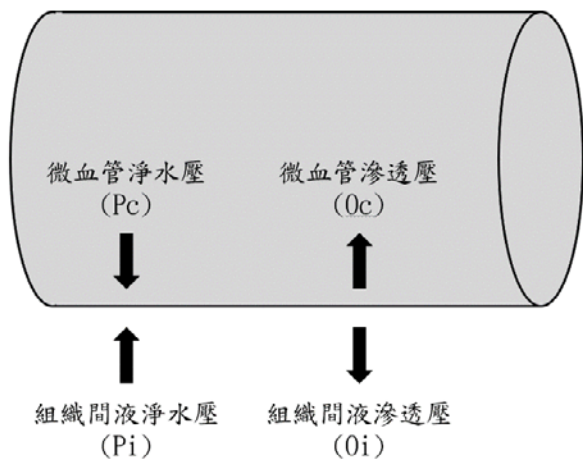 微血管淨水壓
(Pc)
微血管滲透壓
(Oc)
組織間液淨水壓
(Pi)
組織間液滲透壓
(Oi)